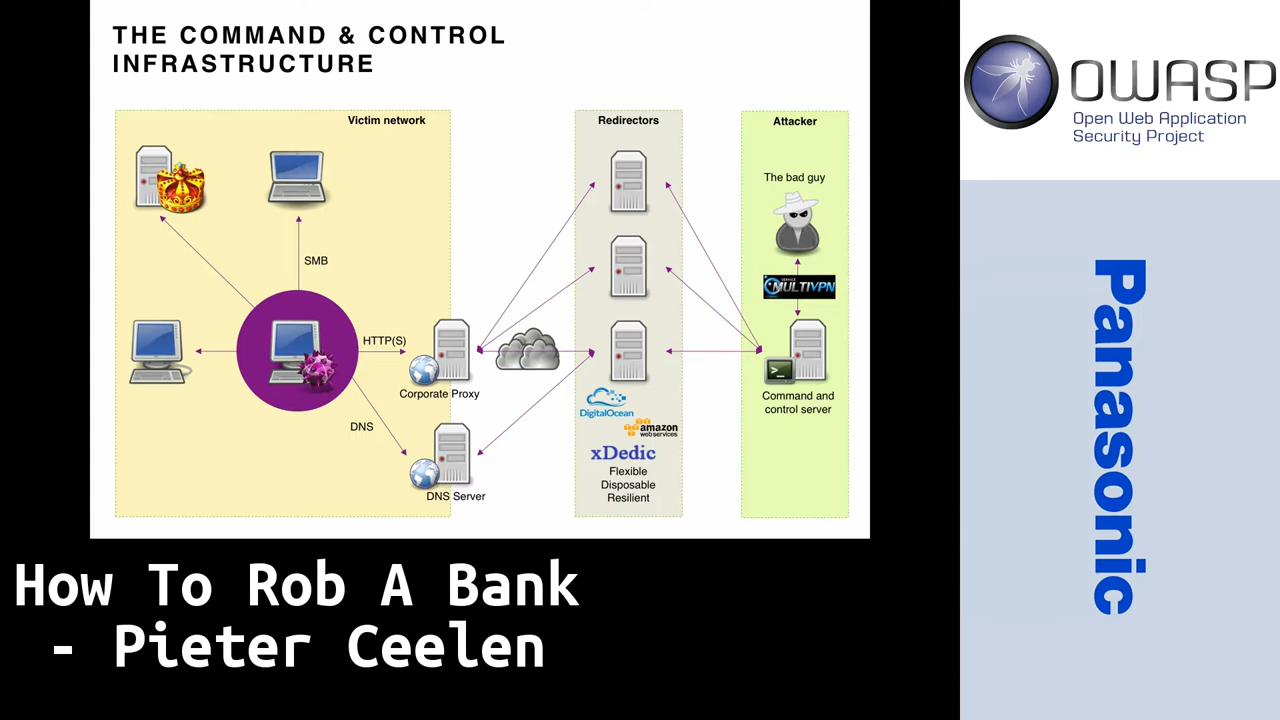 THE COMMAND & CONTROL
INFRASTRUCTURE
Victim network
Redirectors
Attacker
The bad guy
SMB
SERVICE
MULTIVPN
HTTP(S)
Corporate Proxy
DNS
DNS Server
DigitalOcean
amazon
webservices
xDedic
Flexible
Disposable
Resilient
Command and
control server
>_
How To Rob A Bank
- Pieter Ceelen
OWASP
Open Web Application
Security Project
Panasonic